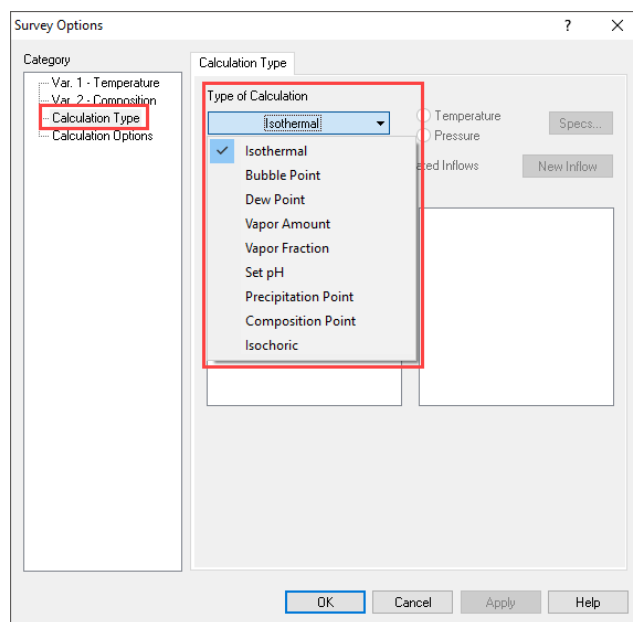 Survey Options
?
Category
Var. 1 - Temperature
Var. 2 - Composition
Calculation Type
Calculation Options
Calculation Type
Type of Calculation
Isothermal
Temperature
Pressure
Specs...
Inflows
New Inflow
Isothermal
Bubble Point
Dew Point
Vapor Amount
Vapor Fraction
Set pH
Precipitation Point
Composition Point
Isochoric
OK
Cancel
Apply
Help